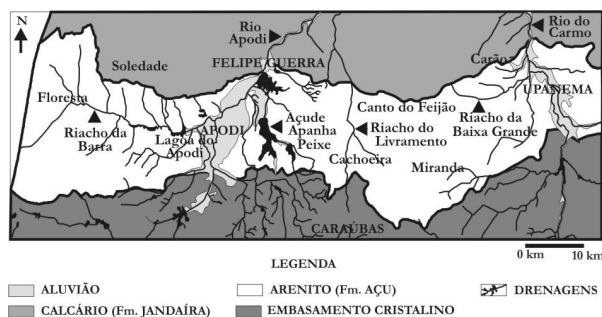 N
Rio
Apodi
Rio do
Carmo
Soledade
FELIPE GUERRA
Carão
UPANEMA
Floresta
Riacho da
Barra
Lagoa do
Apodi
APODI
Açude
Apanha
Peixe
Canto do Feijão
Riacho do
Livramento
Riacho da
Baixa Grande
Cachoeira
Miranda
CARAÚBAS
0 km 10 km
LEGENDA
ALUVIÃO
ARENITO (Fm. AÇU)
DRENAGENS
CALCÁRIO (Fm. JANDAÍRA)
EMBASAMENTO CRISTALINO